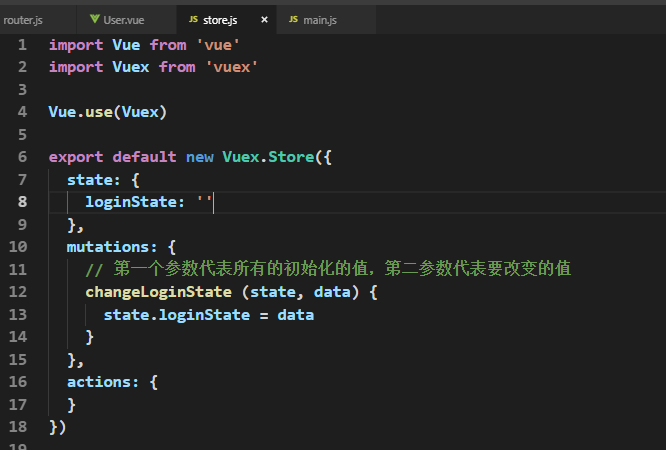 router.js User.vue JS store.js × JS main.js
1 import Vue from 'vue'
2 import Vuex from 'vuex'
3
4 Vue.use(Vuex)
5
6 export default new Vuex.Store({
7 state: {
8 loginState: ''
9 },
10 mutations: {
11 // 第一个参数代表所有的初始化的值，第二参数代表要改变的值
12 changeLoginState (state, data) {
13 state.loginState = data
14 }
15 },
16 actions: {
17 }
18 })
19